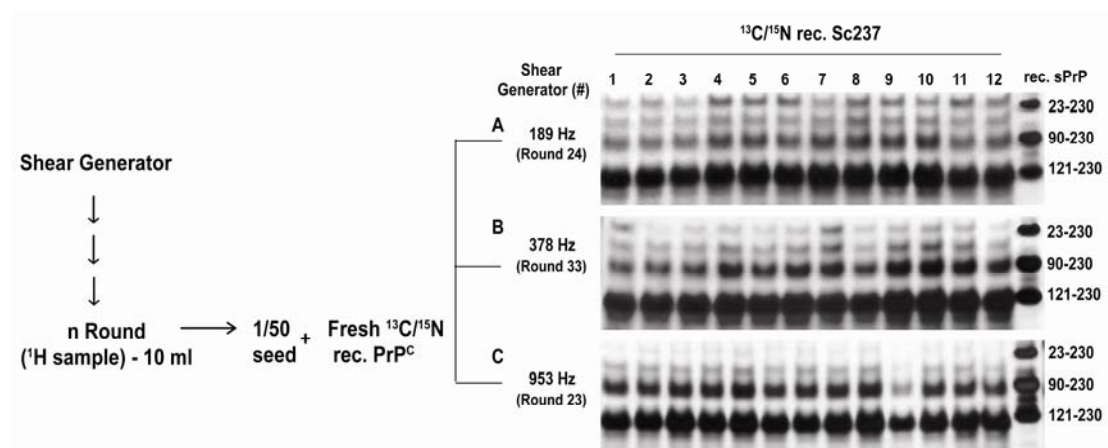 ¹³C/¹⁵N rec. Sc237
Shear
Generator (#)
1 2 3 4 5 6 7 8 9 10 11 12 rec. sPrP
A
189 Hz
(Round 24)
23-230
90-230
121-230
B
378 Hz
(Round 33)
23-230
90-230
121-230
C
953 Hz
(Round 23)
23-230
90-230
121-230
Shear Generator
n Round
(¹H sample) - 10 ml
1/50
seed
+
Fresh ¹³C/¹⁵N
rec. PrPᶜ